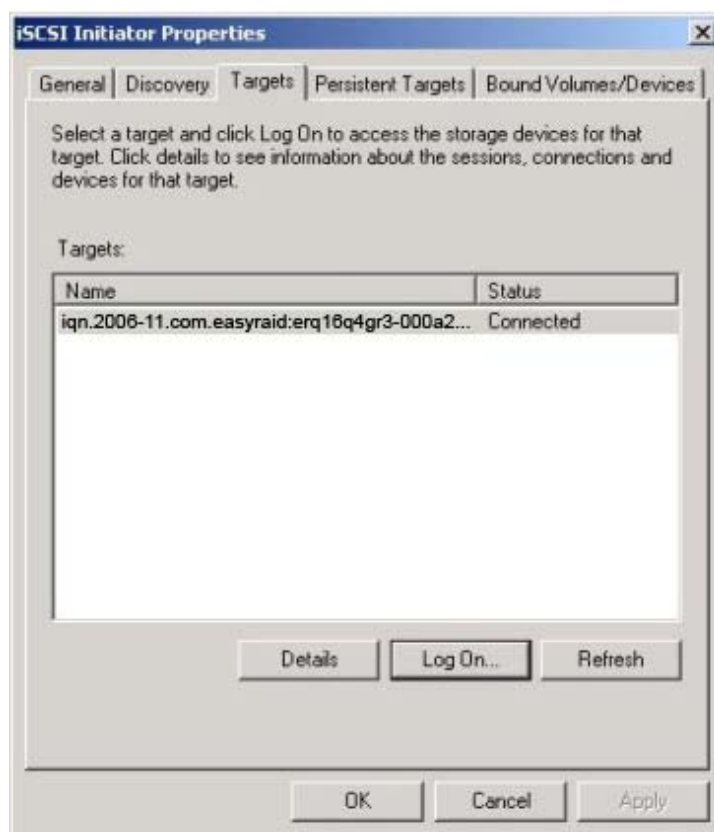 iSCSI Initiator Properties
General Discovery Targets Persistent Targets Bound Volumes/Devices
Select a target and click Log On to access the storage devices for that
target. Click details to see information about the sessions, connections and
devices for that target.
Targets:
Name Status
iqn.2006-11.com.easyraid:erq16q4gr3-000a2... Connected
Details Log On... Refresh
OK Cancel Apply